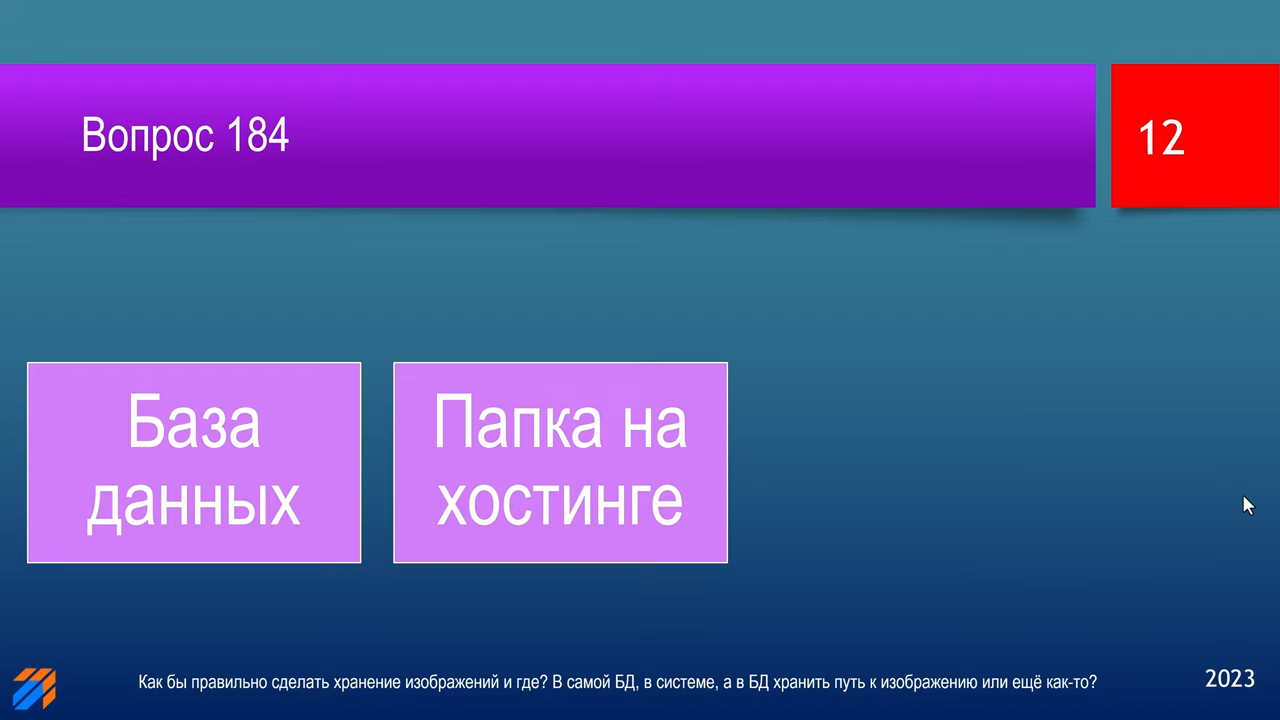 Вопрос 184
12
База
данных
Папка на
хостинге
Как бы правильно сделать хранение изображений и где? В самой БД, в системе, а в БД хранить путь к изображению или ещё как-то?
2023